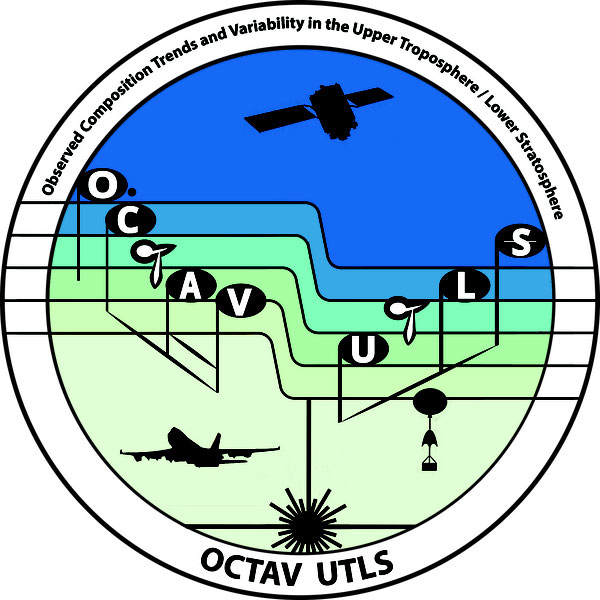 Observed Composition Trends and Variability in the Upper Troposphere / Lower Stratosphere
O.
C
T
A
V
U
T
L
S
OCTAV UTLS